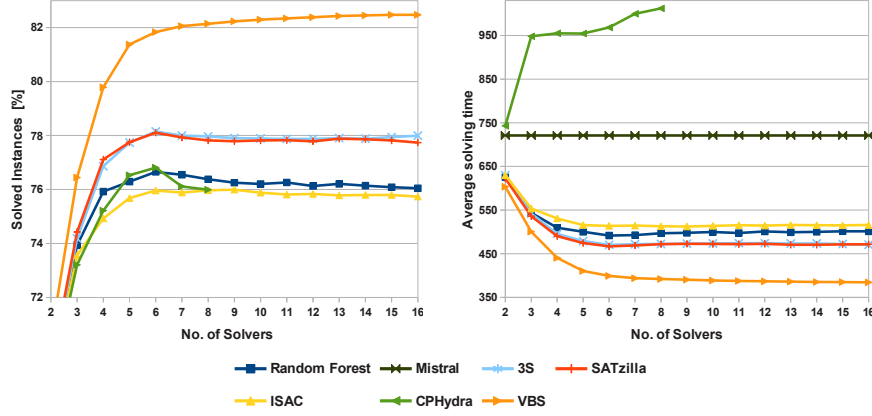 Solved Instances [%]
82
80
78
76
74
72
2 3 4 5 6 7 8 9 10 11 12 13 14 15 16
No. of Solvers
Average solving time
950
850
750
650
550
450
350
2 3 4 5 6 7 8 9 10 11 12 13 14 15 16
No. of Solvers
Random Forest Mistral 3S SATzilla
ISAC CPHydra VBS